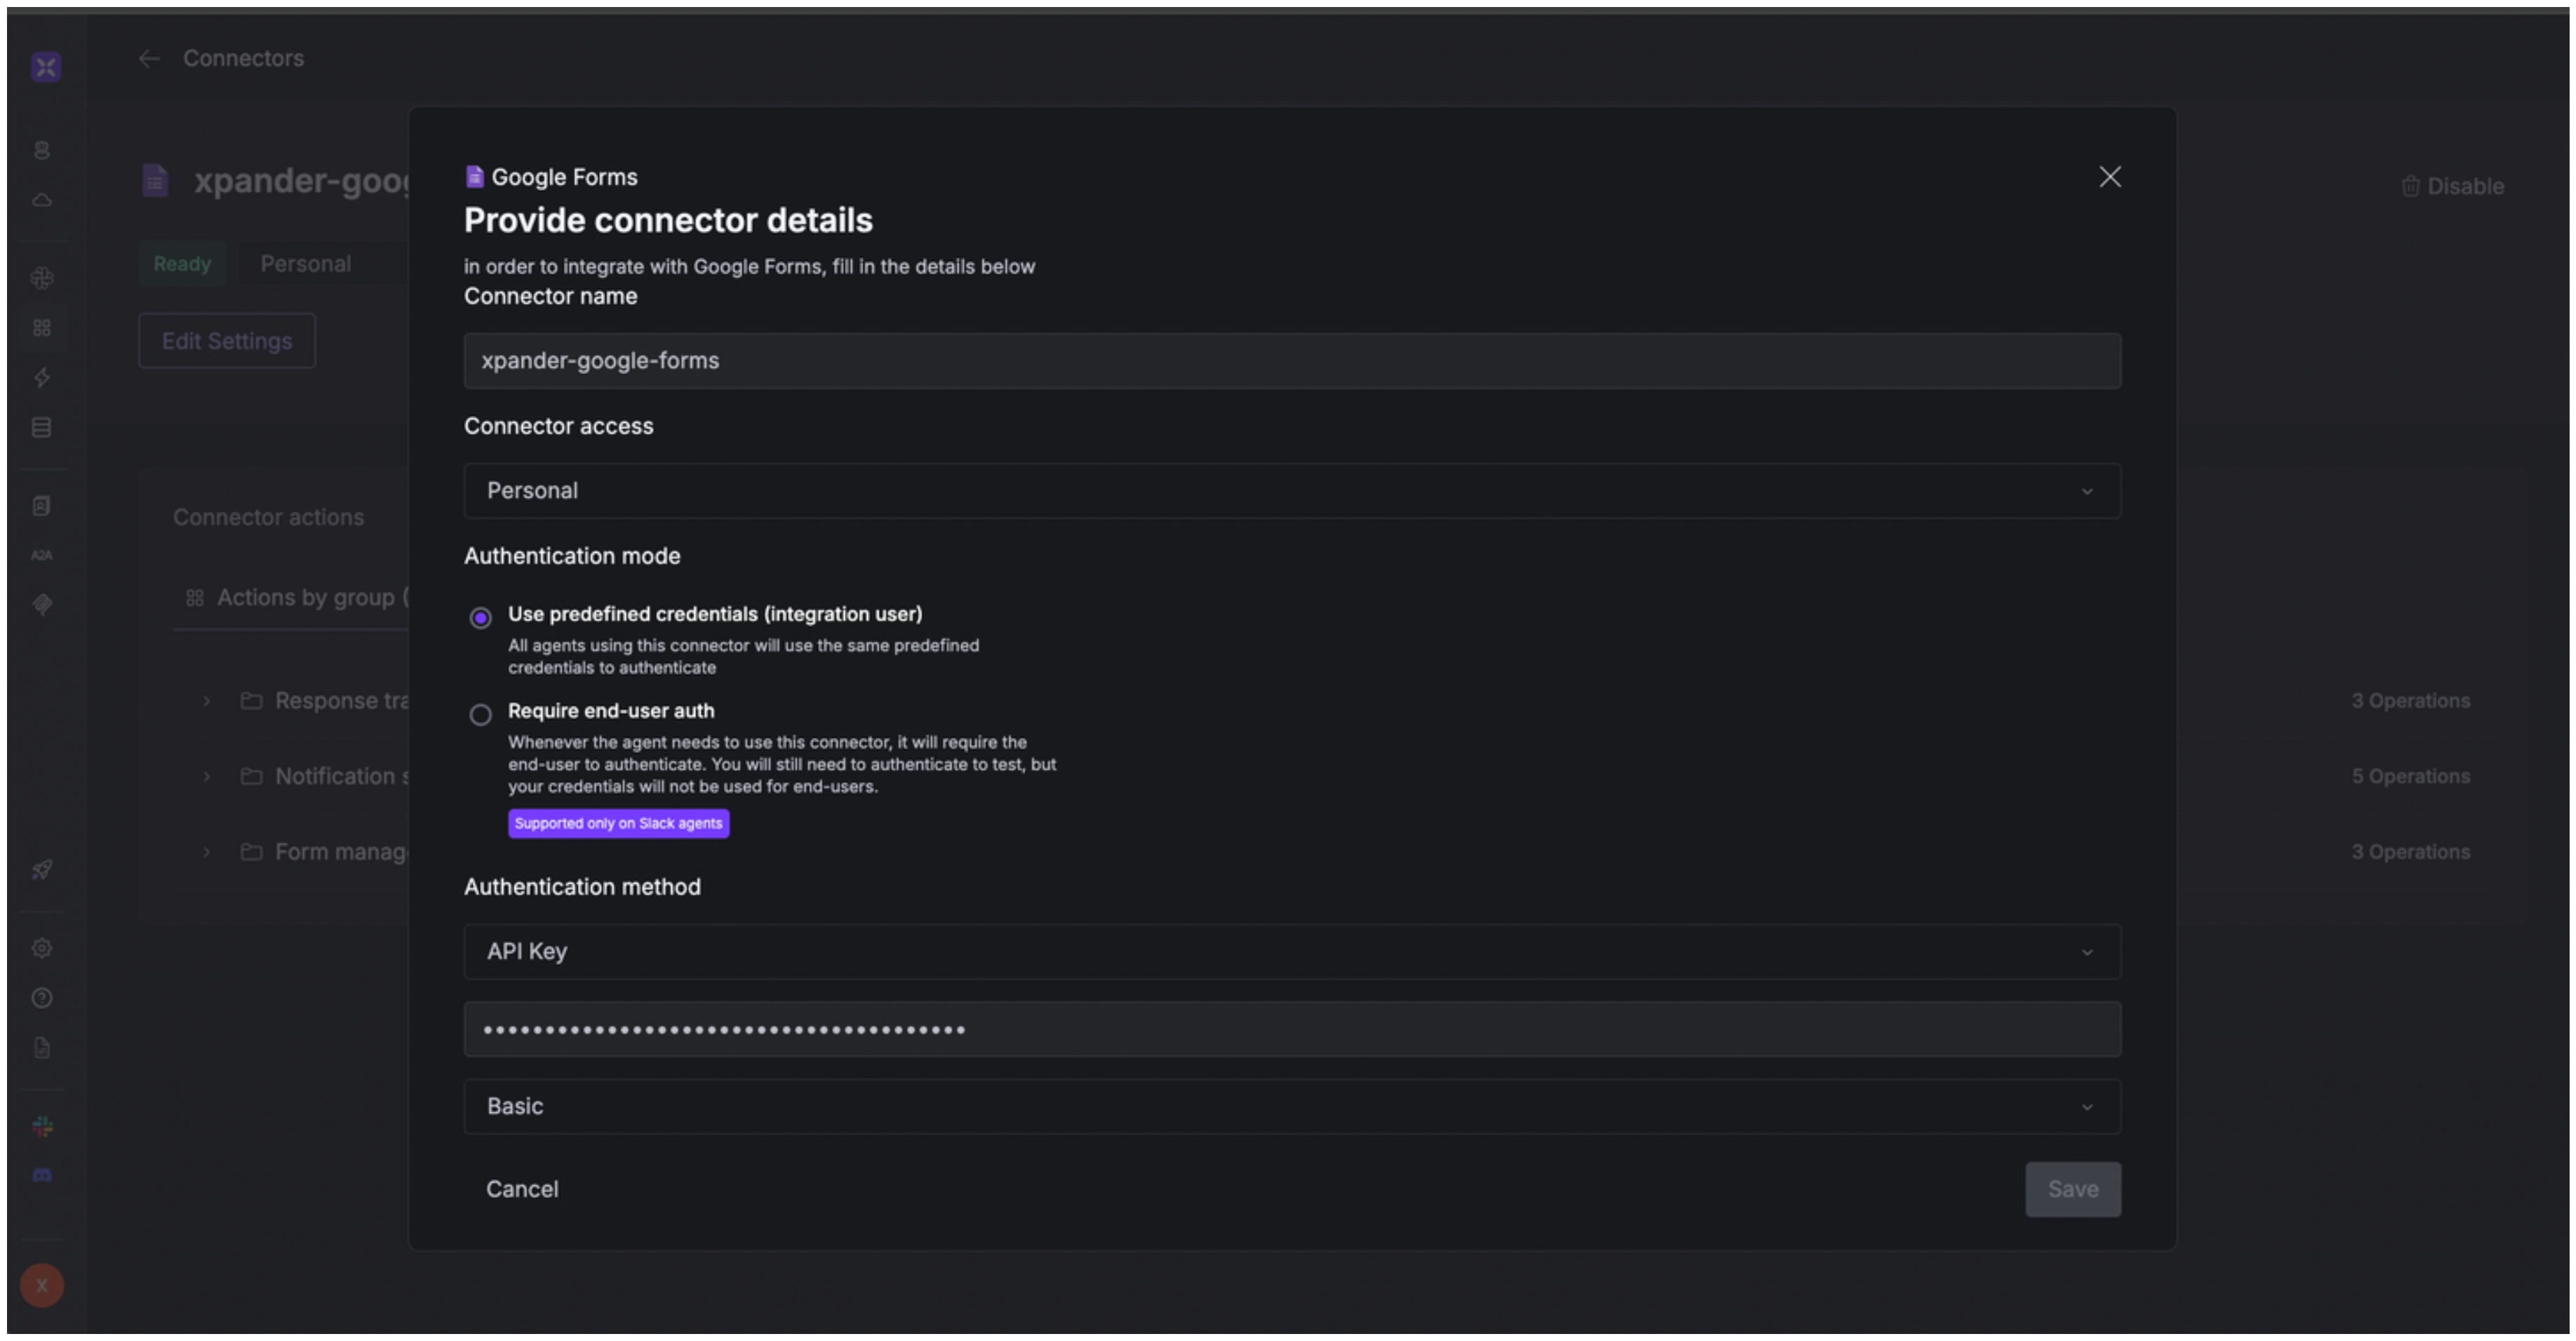 Connectors
xpander-goog
Disable
Ready
Personal
Edit Settings
Connector actions
Actions by group (
Response tra
3 Operations
Notification s
5 Operations
Form manag
3 Operations
A2A
X
Google Forms
Provide connector details
in order to integrate with Google Forms, fill in the details below
Connector name
xpander-google-forms
Connector access
Personal
Authentication mode
Use predefined credentials (integration user)
All agents using this connector will use the same predefined
credentials to authenticate
Require end-user auth
Whenever the agent needs to use this connector, it will require the
end-user to authenticate. You will still need to authenticate to test, but
your credentials will not be used for end-users.
Supported only on Slack agents
Authentication method
API Key
•••••••••••••••••••••••••••••••••••••••
Basic
Cancel
Save